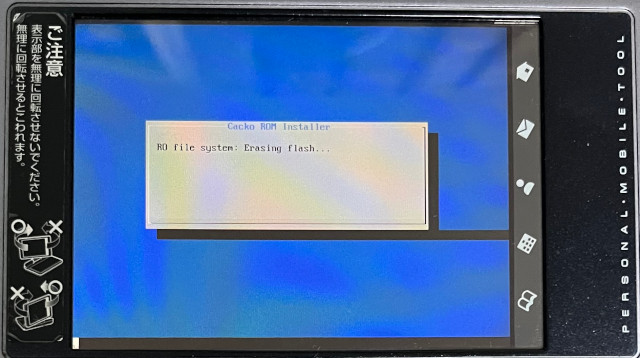 ご注意
表示部を無理に回転させないでください。
無理に回転させるとこわれます。
Cacko ROM Installer
RO file system: Erasing flash...
PERSONAL・MOBILE・TOOL